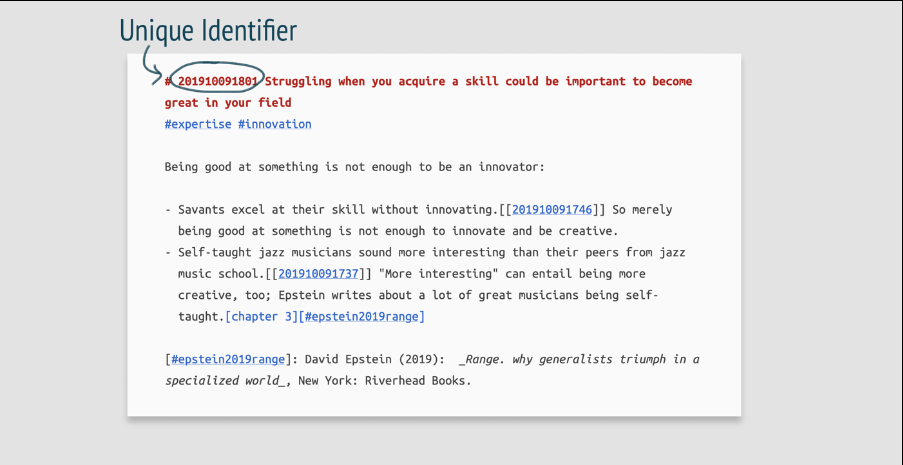 Unique Identifier
# 201910091801 Struggling when you acquire a skill could be important to become
great in your field
#expertise #innovation
Being good at something is not enough to be an innovator:
- Savants excel at their skill without innovating.[[201910091746]] So merely
being good at something is not enough to innovate and be creative.
- Self-taught jazz musicians sound more interesting than their peers from jazz
music school.[[201910091737]] "More interesting" can entail being more
creative, too; Epstein writes about a lot of great musicians being self-
taught.[chapter 3][#epstein2019range]
[#epstein2019range]: David Epstein (2019):  _Range. why generalists triumph in a
specialized world_, New York: Riverhead Books.